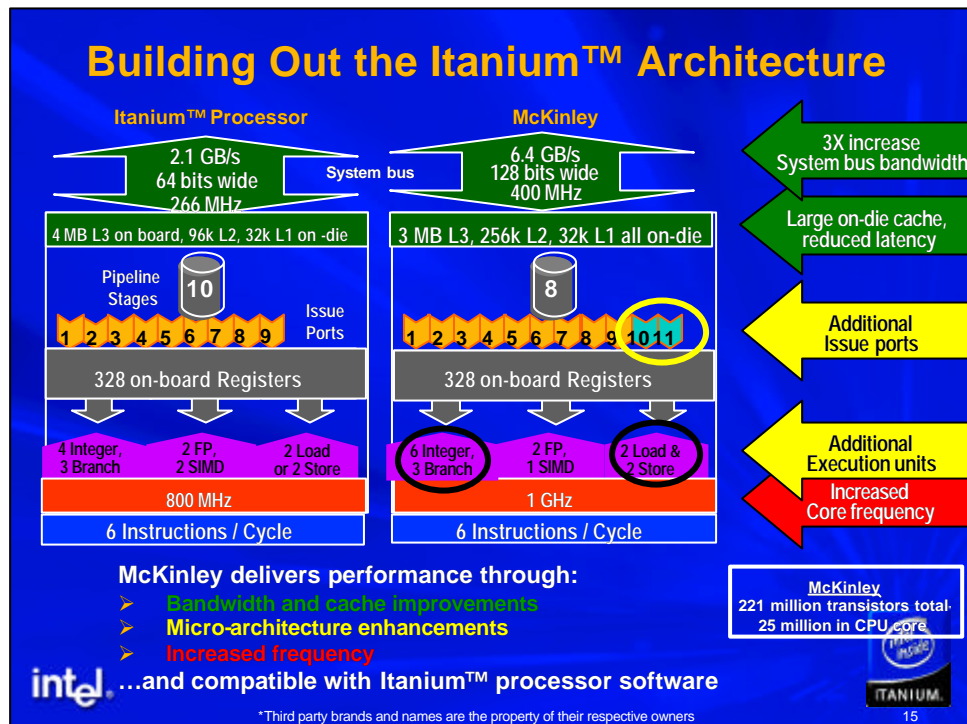 Building Out the Itanium™ Architecture
Itanium™ Processor
McKinley
2.1 GB/s
64 bits wide
266 MHz
System bus
6.4 GB/s
128 bits wide
400 MHz
3X increase
System bus bandwidth
4 MB L3 on board, 96k L2, 32k L1 on -die
3 MB L3, 256k L2, 32k L1 all on-die
Large on-die cache,
reduced latency
Pipeline
Stages
10
Issue
Ports
1 2 3 4 5 6 7 8 9
8
1 2 3 4 5 6 7 8 9 10 11
Additional
Issue ports
328 on-board Registers
328 on-board Registers
4 Integer,
3 Branch
2 FP,
2 SIMD
2 Load
or 2 Store
6 Integer,
3 Branch
2 FP,
1 SIMD
2 Load &
2 Store
Additional
Execution units
800 MHz
1 GHz
Increased
Core frequency
6 Instructions / Cycle
6 Instructions / Cycle
McKinley delivers performance through:
➢ Bandwidth and cache improvements
➢ Micro-architecture enhancements
➢ Increased frequency
…and compatible with Itanium™ processor software
McKinley
221 million transistors total
25 million in CPU core
intel.
intel
inside
ITANIUM.
*Third party brands and names are the property of their respective owners
15